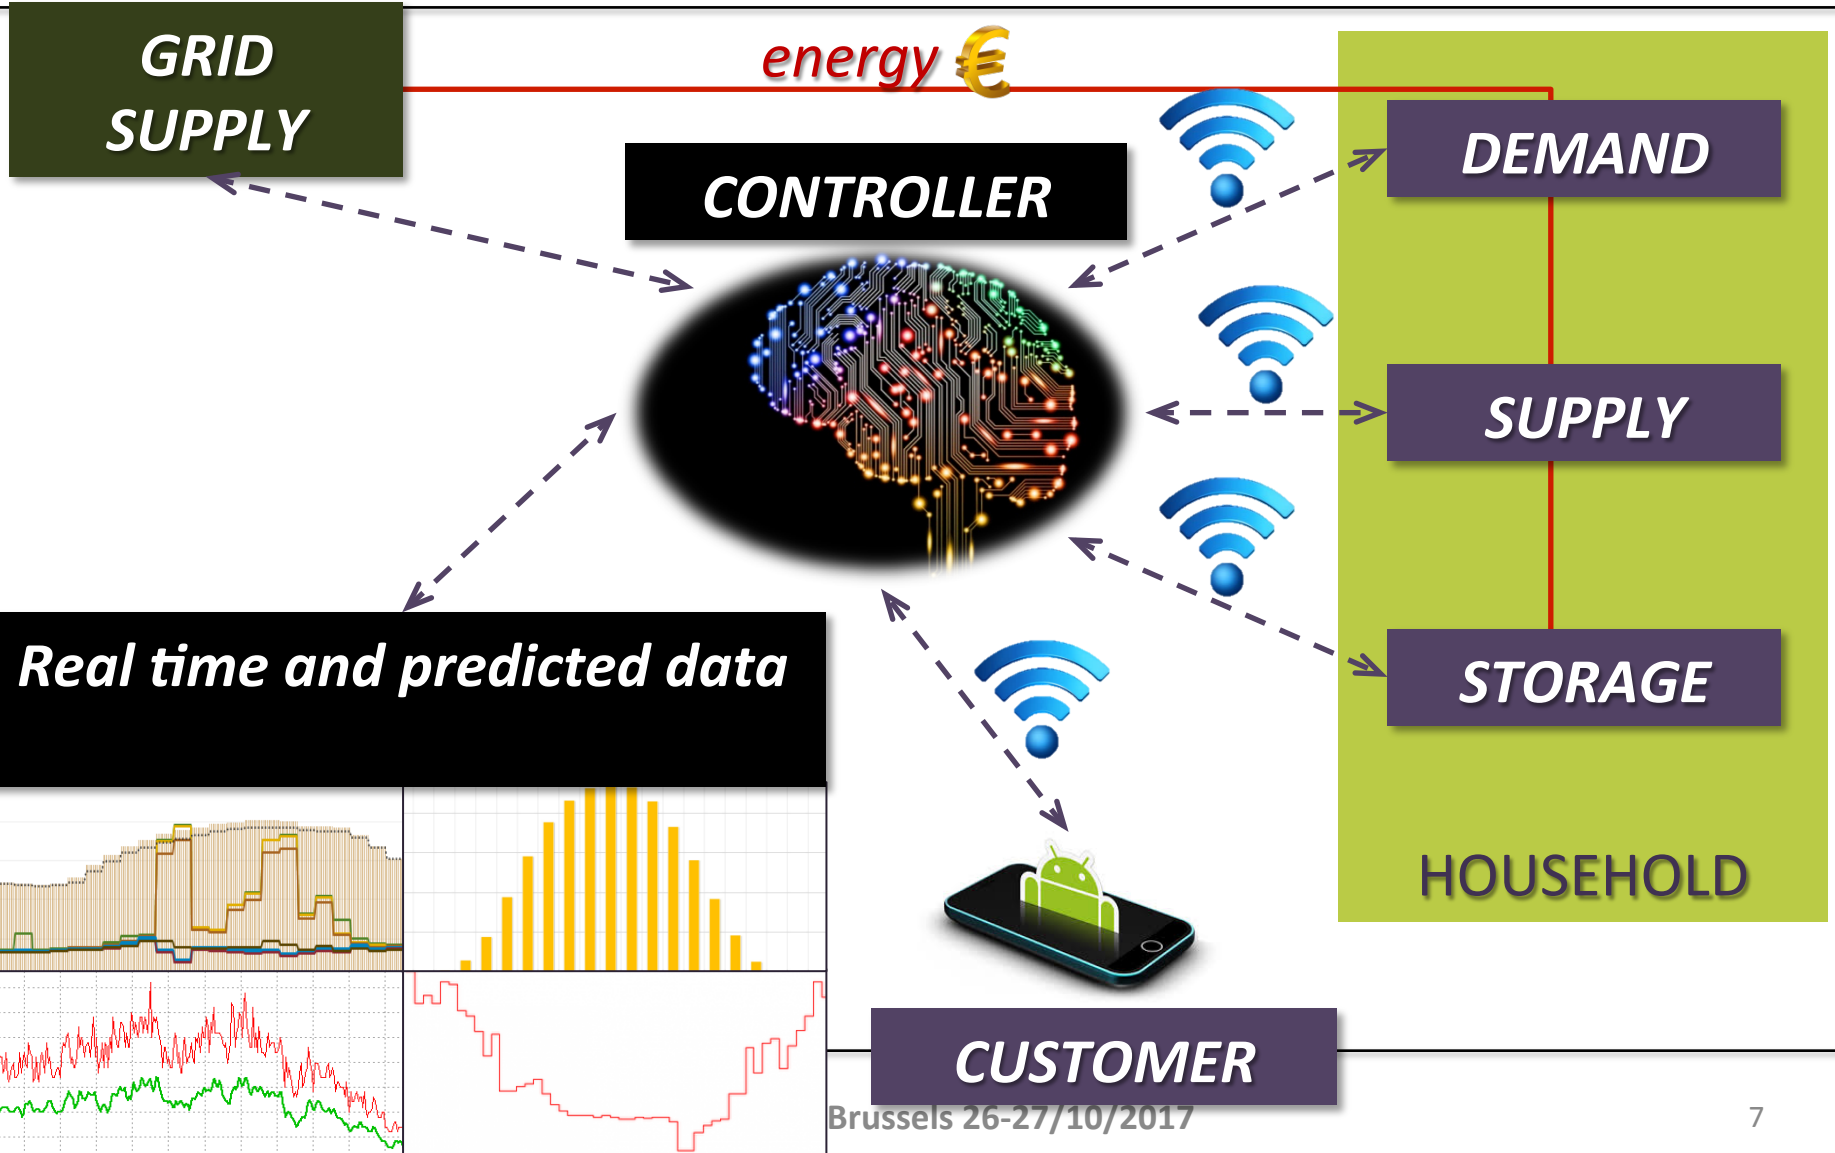 GRID
SUPPLY
energy €
CONTROLLER
DEMAND
SUPPLY
STORAGE
HOUSEHOLD
Real time and predicted data
CUSTOMER
Brussels 26-27/10/2017
7